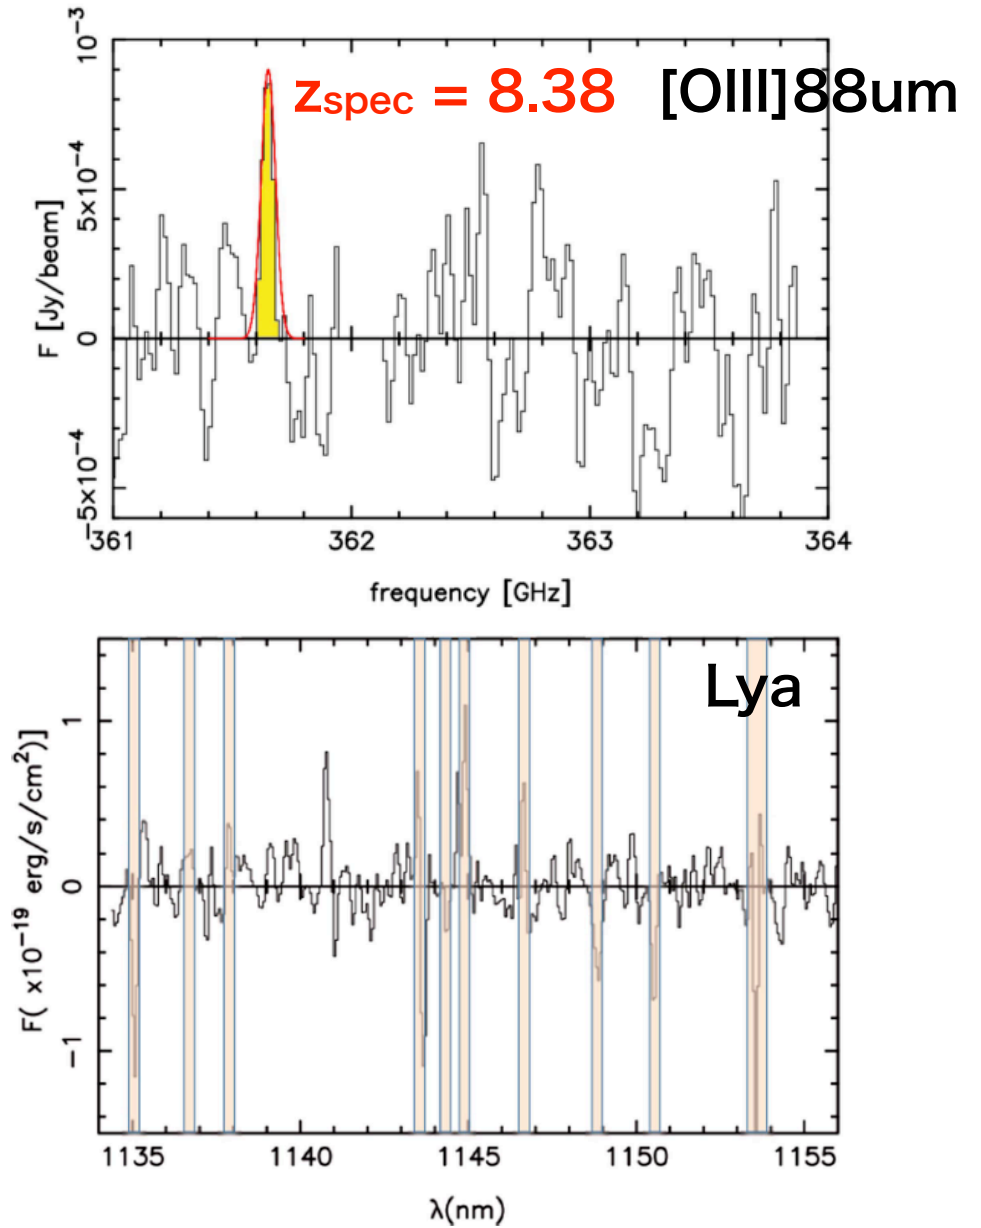 10⁻³
zspec = 8.38 [OIII]88um
5×10⁻⁴
F [Jy/beam]
0
−5×10⁻⁴
361 362 363 364
frequency [GHz]
Lya
1
F( x10⁻¹⁹ erg/s/cm²)]
0
−1
1135 1140 1145 1150 1155
λ(nm)